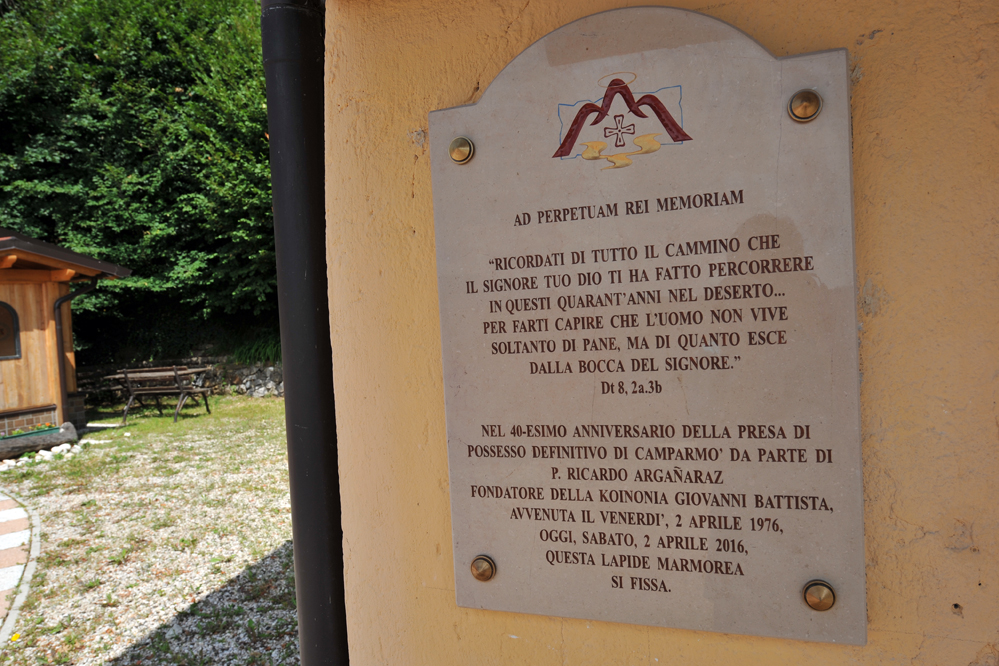 AD PERPETUAM REI MEMORIAM
“RICORDATI DI TUTTO IL CAMMINO CHE
IL SIGNORE TUO DIO TI HA FATTO PERCORRERE
IN QUESTI QUARANT’ANNI NEL DESERTO...
PER FARTI CAPIRE CHE L’UOMO NON VIVE
SOLTANTO DI PANE, MA DI QUANTO ESCE
DALLA BOCCA DEL SIGNORE.”
Dt 8, 2a.3b
NEL 40-ESIMO ANNIVERSARIO DELLA PRESA DI
POSSESSO DEFINITIVO DI CAMPARMO’ DA PARTE DI
P. RICARDO ARGAÑARAZ
FONDATORE DELLA KOINONIA GIOVANNI BATTISTA,
AVVENUTA IL VENERDI’, 2 APRILE 1976,
OGGI, SABATO, 2 APRILE 2016,
QUESTA LAPIDE MARMOREA
SI FISSA.